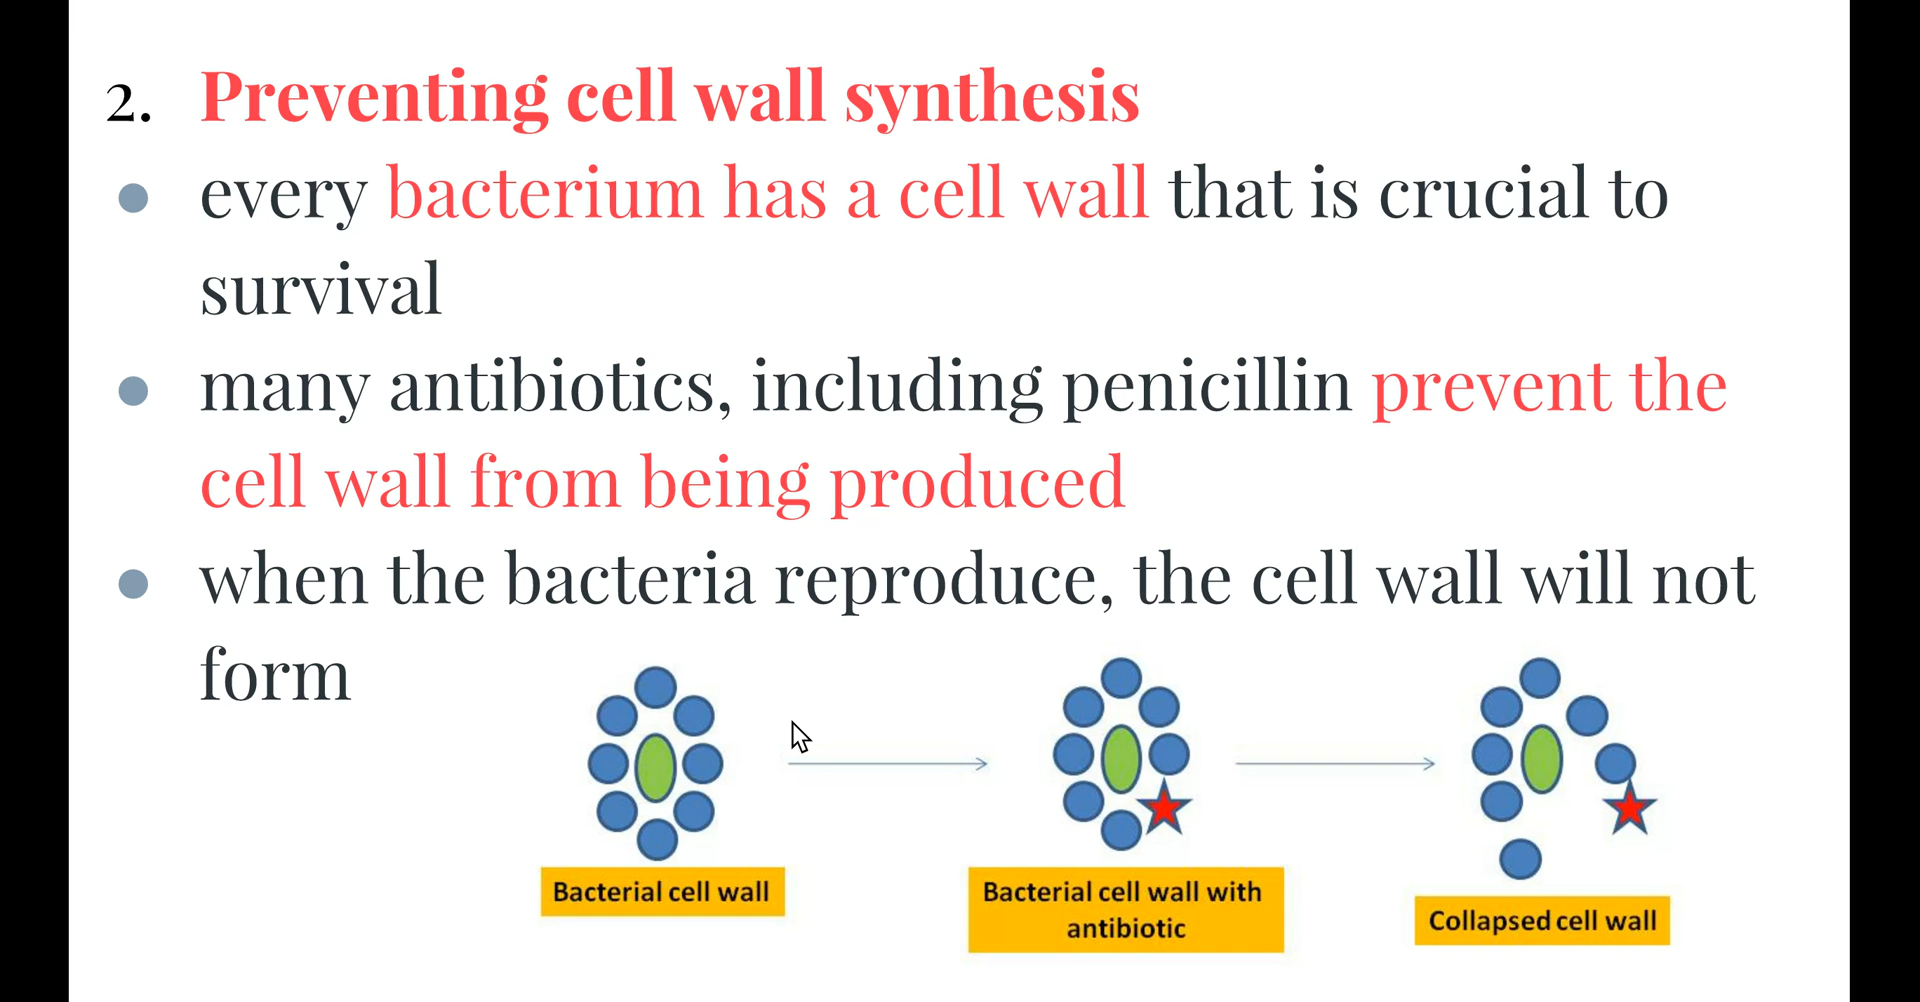 2. Preventing cell wall synthesis
● every bacterium has a cell wall that is crucial to
survival
● many antibiotics, including penicillin prevent the
cell wall from being produced
● when the bacteria reproduce, the cell wall will not
form
Bacterial cell wall
Bacterial cell wall with
antibiotic
Collapsed cell wall